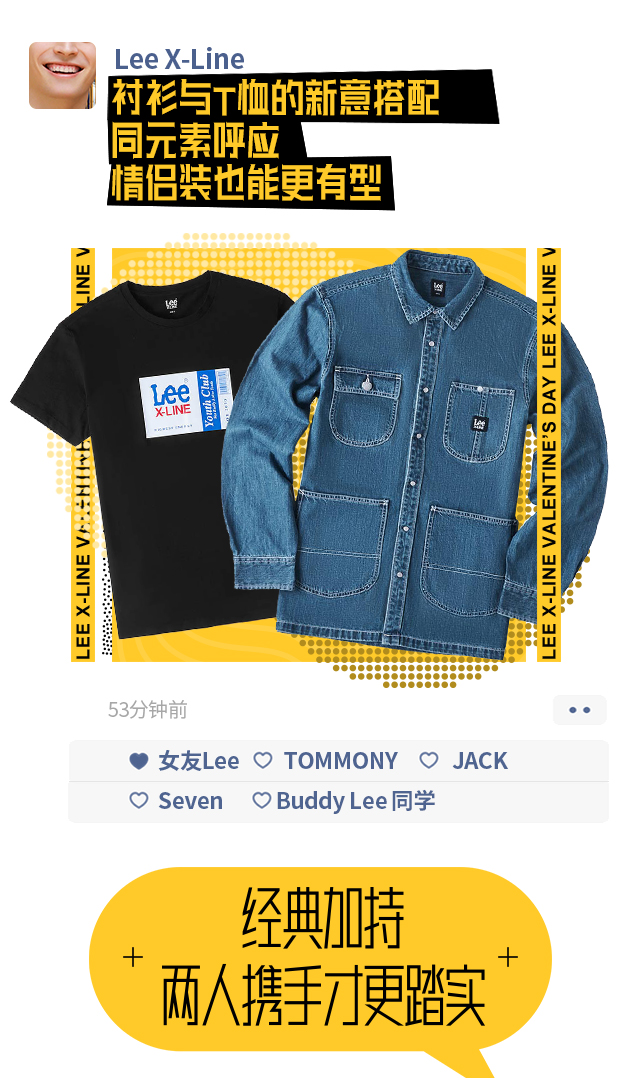 Lee X-Line
衬衫与T恤的新意搭配
同元素呼应
情侣装也能更有型
LEE X-LINE VALENTINE'S DAY LEE X-LINE V
Lee
X-LINE
Lee
X-LINE
Youth Club
Lee
LEE X-LINE VALENTINE'S DAY LEE X-LINE V
53分钟前
女友Lee TOMMONY JACK
Seven Buddy Lee 同学
经典加持
两人携手才更踏实